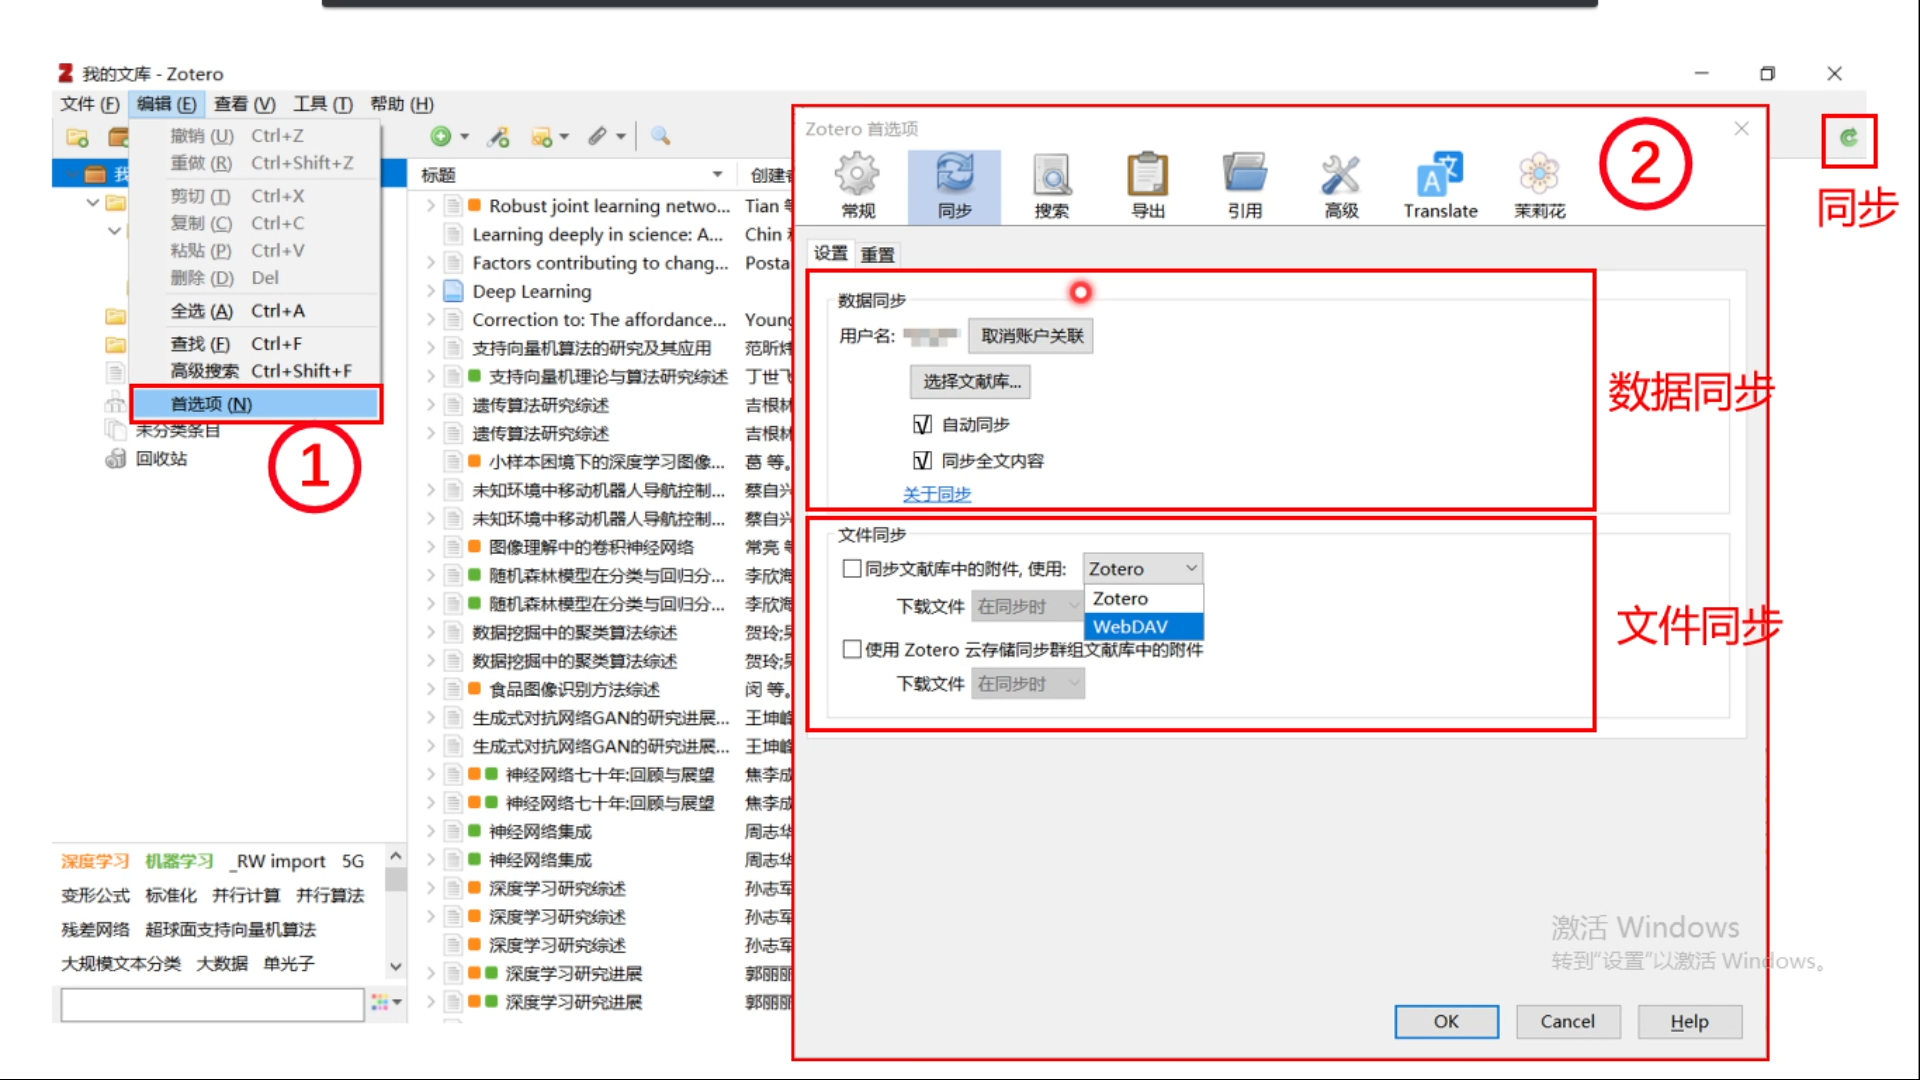 我的文库 - Zotero
文件 (F) 编辑 (E) 查看 (V) 工具 (T) 帮助 (H)
撤销 (U) Ctrl+Z
重做 (R) Ctrl+Shift+Z
剪切 (T) Ctrl+X
复制 (C) Ctrl+C
粘贴 (P) Ctrl+V
删除 (D) Del
全选 (A) Ctrl+A
查找 (F) Ctrl+F
高级搜索 Ctrl+Shift+F
首选项 (N)
我
未分类条目
回收站
1
深度学习 机器学习 _RW import 5G
变形公式 标准化 并行计算 并行算法
残差网络 超球面支持向量机算法
大规模文本分类 大数据 单光子
标题 创建者
Robust joint learning netwo... Tian 等
Learning deeply in science: A... Chin
Factors contributing to chang... Posta
Deep Learning
Correction to: The affordance... Young
支持向量机算法的研究及其应用 范昕炜
支持向量机理论与算法研究综述 丁世飞
遗传算法研究综述 吉根林
遗传算法研究综述 吉根林
小样本困境下的深度学习图像... 葛 等。
未知环境中移动机器人导航控制... 蔡自兴
未知环境中移动机器人导航控制... 蔡自兴
图像理解中的卷积神经网络 常亮 等
随机森林模型在分类与回归分... 李欣海
随机森林模型在分类与回归分... 李欣海
数据挖掘中的聚类算法综述 贺玲;吴
数据挖掘中的聚类算法综述 贺玲;吴
食品图像识别方法综述 闵 等。
生成式对抗网络GAN的研究进展... 王坤峰
生成式对抗网络GAN的研究进展... 王坤峰
神经网络七十年:回顾与展望 焦李成
神经网络七十年:回顾与展望 焦李成
神经网络集成 周志华
神经网络集成 周志华
深度学习研究综述 孙志军
深度学习研究综述 孙志军
深度学习研究综述 孙志军
深度学习研究进展 郭丽丽
深度学习研究进展 郭丽丽
Zotero 首选项
2
常规 同步 搜索 导出 引用 高级 Translate 茉莉花
设置 重置
数据同步
用户名: 取消账户关联
选择文献库...
自动同步
同步全文内容
关于同步
文件同步
同步文献库中的附件, 使用: Zotero
Zotero
下载文件 在同步时
WebDAV
使用 Zotero 云存储同步群组文献库中的附件
下载文件 在同步时
OK Cancel Help
同步
数据同步
文件同步
激活 Windows
转到“设置”以激活 Windows。